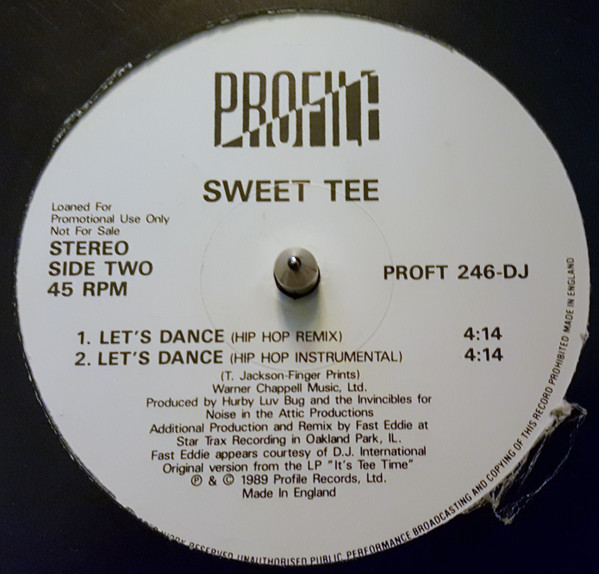 PROFILE
SWEET TEE
Loaned For
Promotional Use Only
Not For Sale
STEREO
SIDE TWO
45 RPM
PROFT 246-DJ
1. LET'S DANCE (HIP HOP REMIX) 4:14
2. LET'S DANCE (HIP HOP INSTRUMENTAL) 4:14
(T. Jackson-Finger Prints)
Warner Chappell Music, Ltd.
Produced by Hurby Luv Bug and the Invincibles for
Noise in the Attic Productions
Additional Production and Remix by Fast Eddie at
Star Trax Recording in Oakland Park, IL.
Fast Eddie appears courtesy of D.J. International
Original version from the LP "It's Tee Time"
℗ & © 1989 Profile Records, Ltd.
Made In England
RESERVED UNAUTHORISED PUBLIC PERFORMANCE BROADCASTING AND COPYING OF THIS RECORD PROHIBITED MADE IN ENGLAND